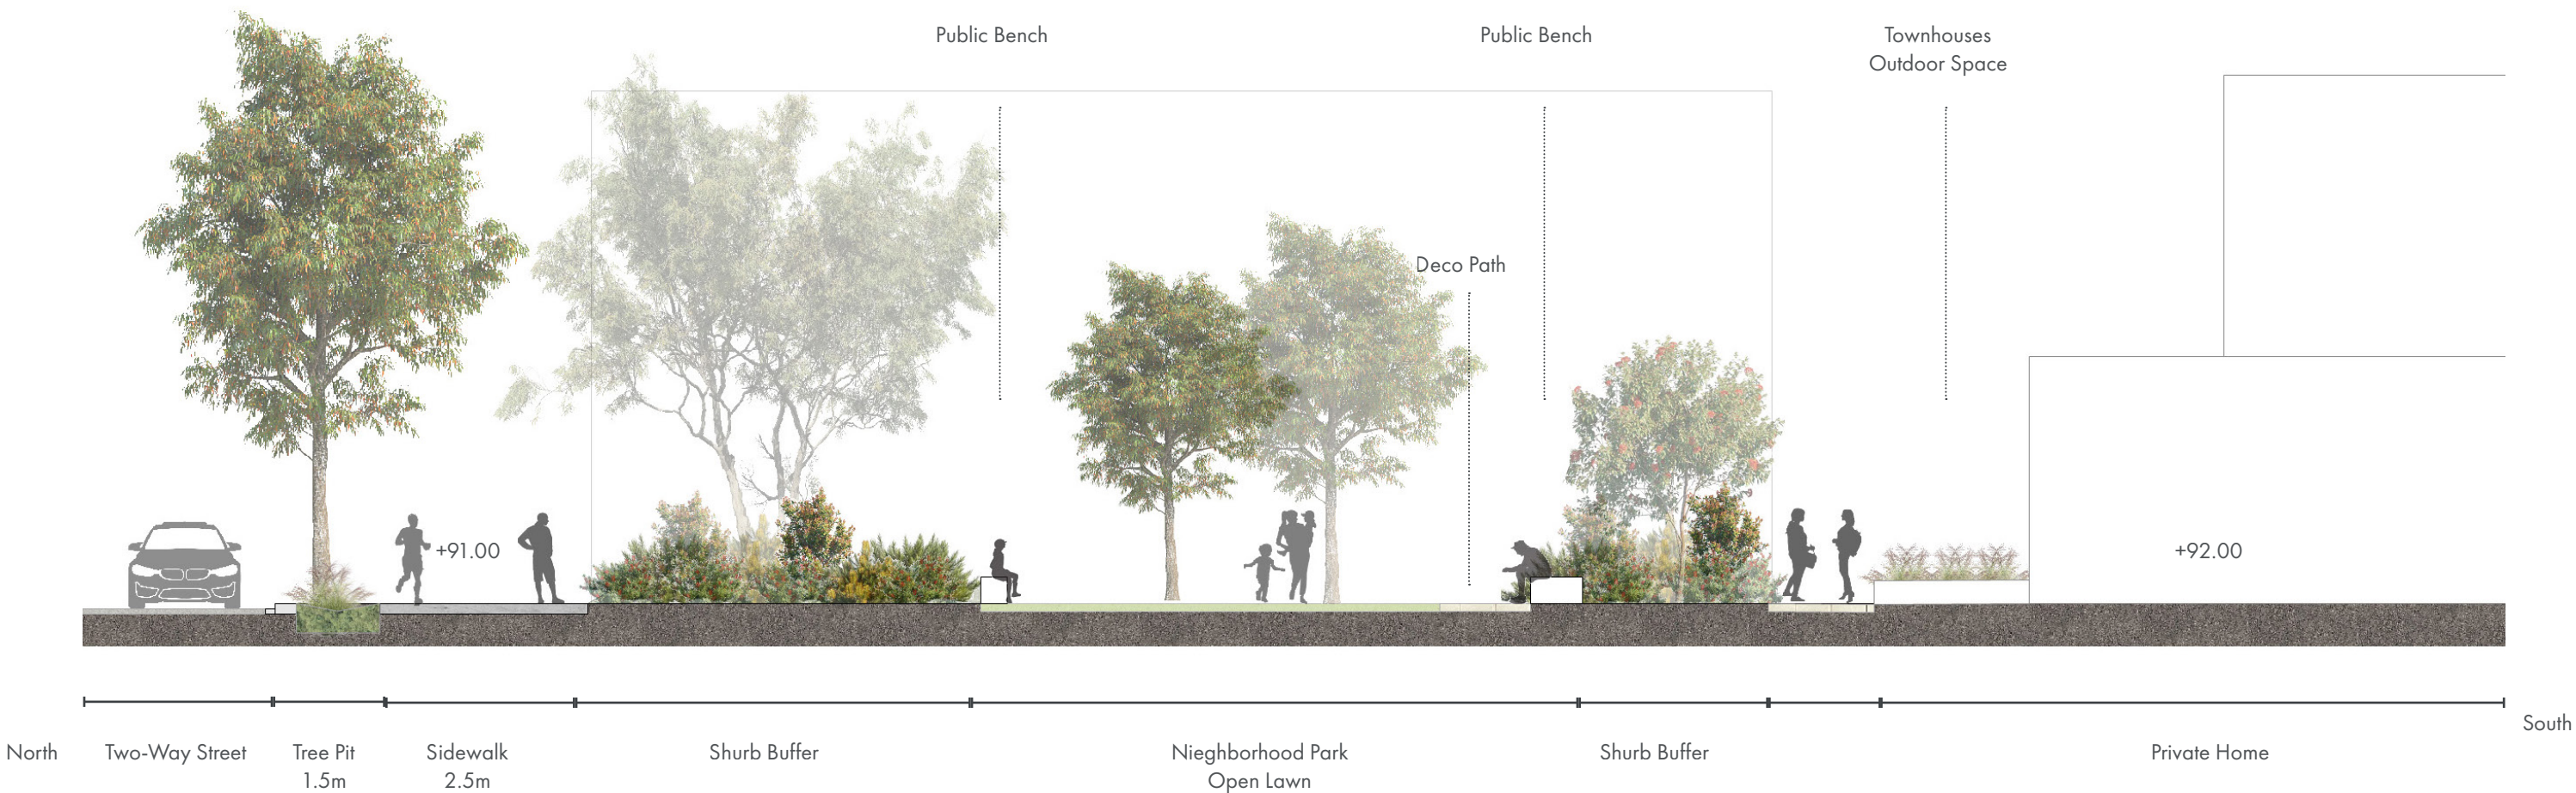 Public Bench
Public Bench
Townhouses
Outdoor Space
Deco Path
+91.00
+92.00
North
Two-Way Street
Tree Pit
1.5m
Sidewalk
2.5m
Shurb Buffer
Nieghborhood Park
Open Lawn
Shurb Buffer
Private Home
South